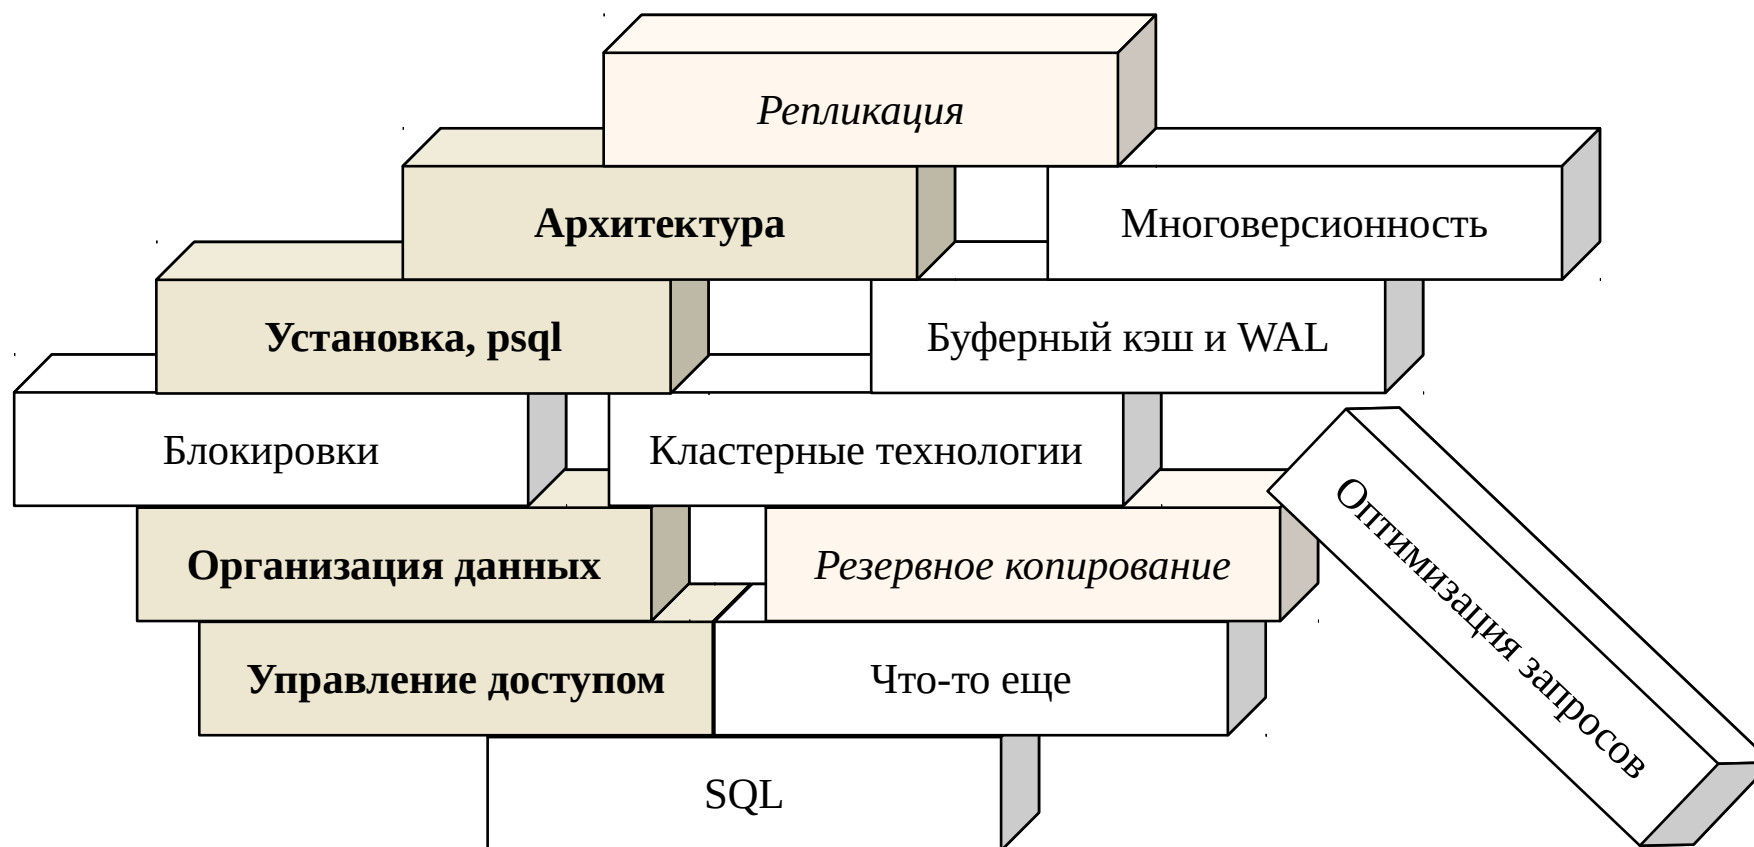 Репликация
Архитектура
Многоверсионность
Установка, psql
Буферный кэш и WAL
Блокировки
Кластерные технологии
Организация данных
Резервное копирование
Оптимизация запросов
Управление доступом
Что-то еще
SQL